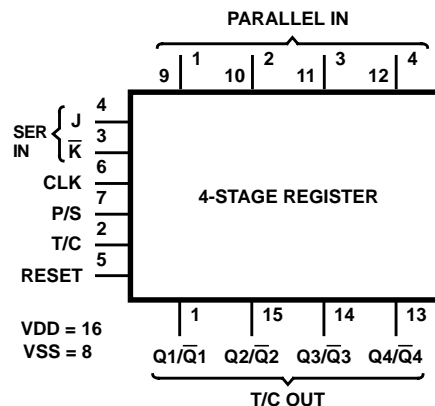 PARALLEL IN
1 2 3 4
9 10 11 12
4
J
SER IN
3
K̅
6
CLK
7
P/S
4-STAGE REGISTER
2
T/C
5
RESET
1 15 14 13
VDD = 16
VSS = 8
Q1/Q̅1 Q2/Q̅2 Q3/Q̅3 Q4/Q̅4
T/C OUT